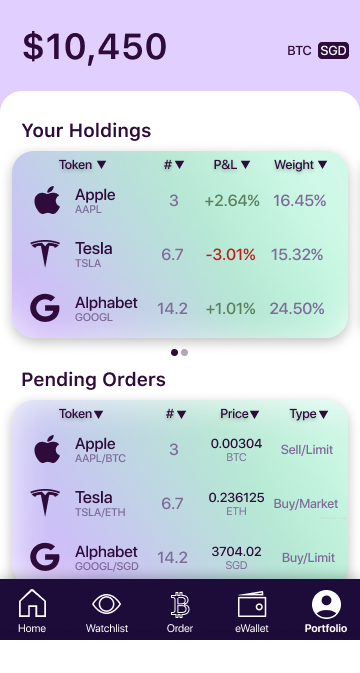 $10,450
BTC SGD
Your Holdings
Token ▼ # ▼ P&L ▼ Weight ▼
Apple
AAPL
3 +2.64% 16.45%
Tesla
TSLA
6.7 -3.01% 15.32%
Alphabet
GOOGL
14.2 +1.01% 24.50%
Pending Orders
Token ▼ # ▼ Price ▼ Type ▼
Apple
AAPL/BTC
3
0.00304
BTC
Sell/Limit
Tesla
TSLA/ETH
6.7
0.236125
ETH
Buy/Market
Alphabet
GOOGL/SGD
14.2
3704.02
SGD
Buy/Limit
Home Watchlist Order eWallet Portfolio